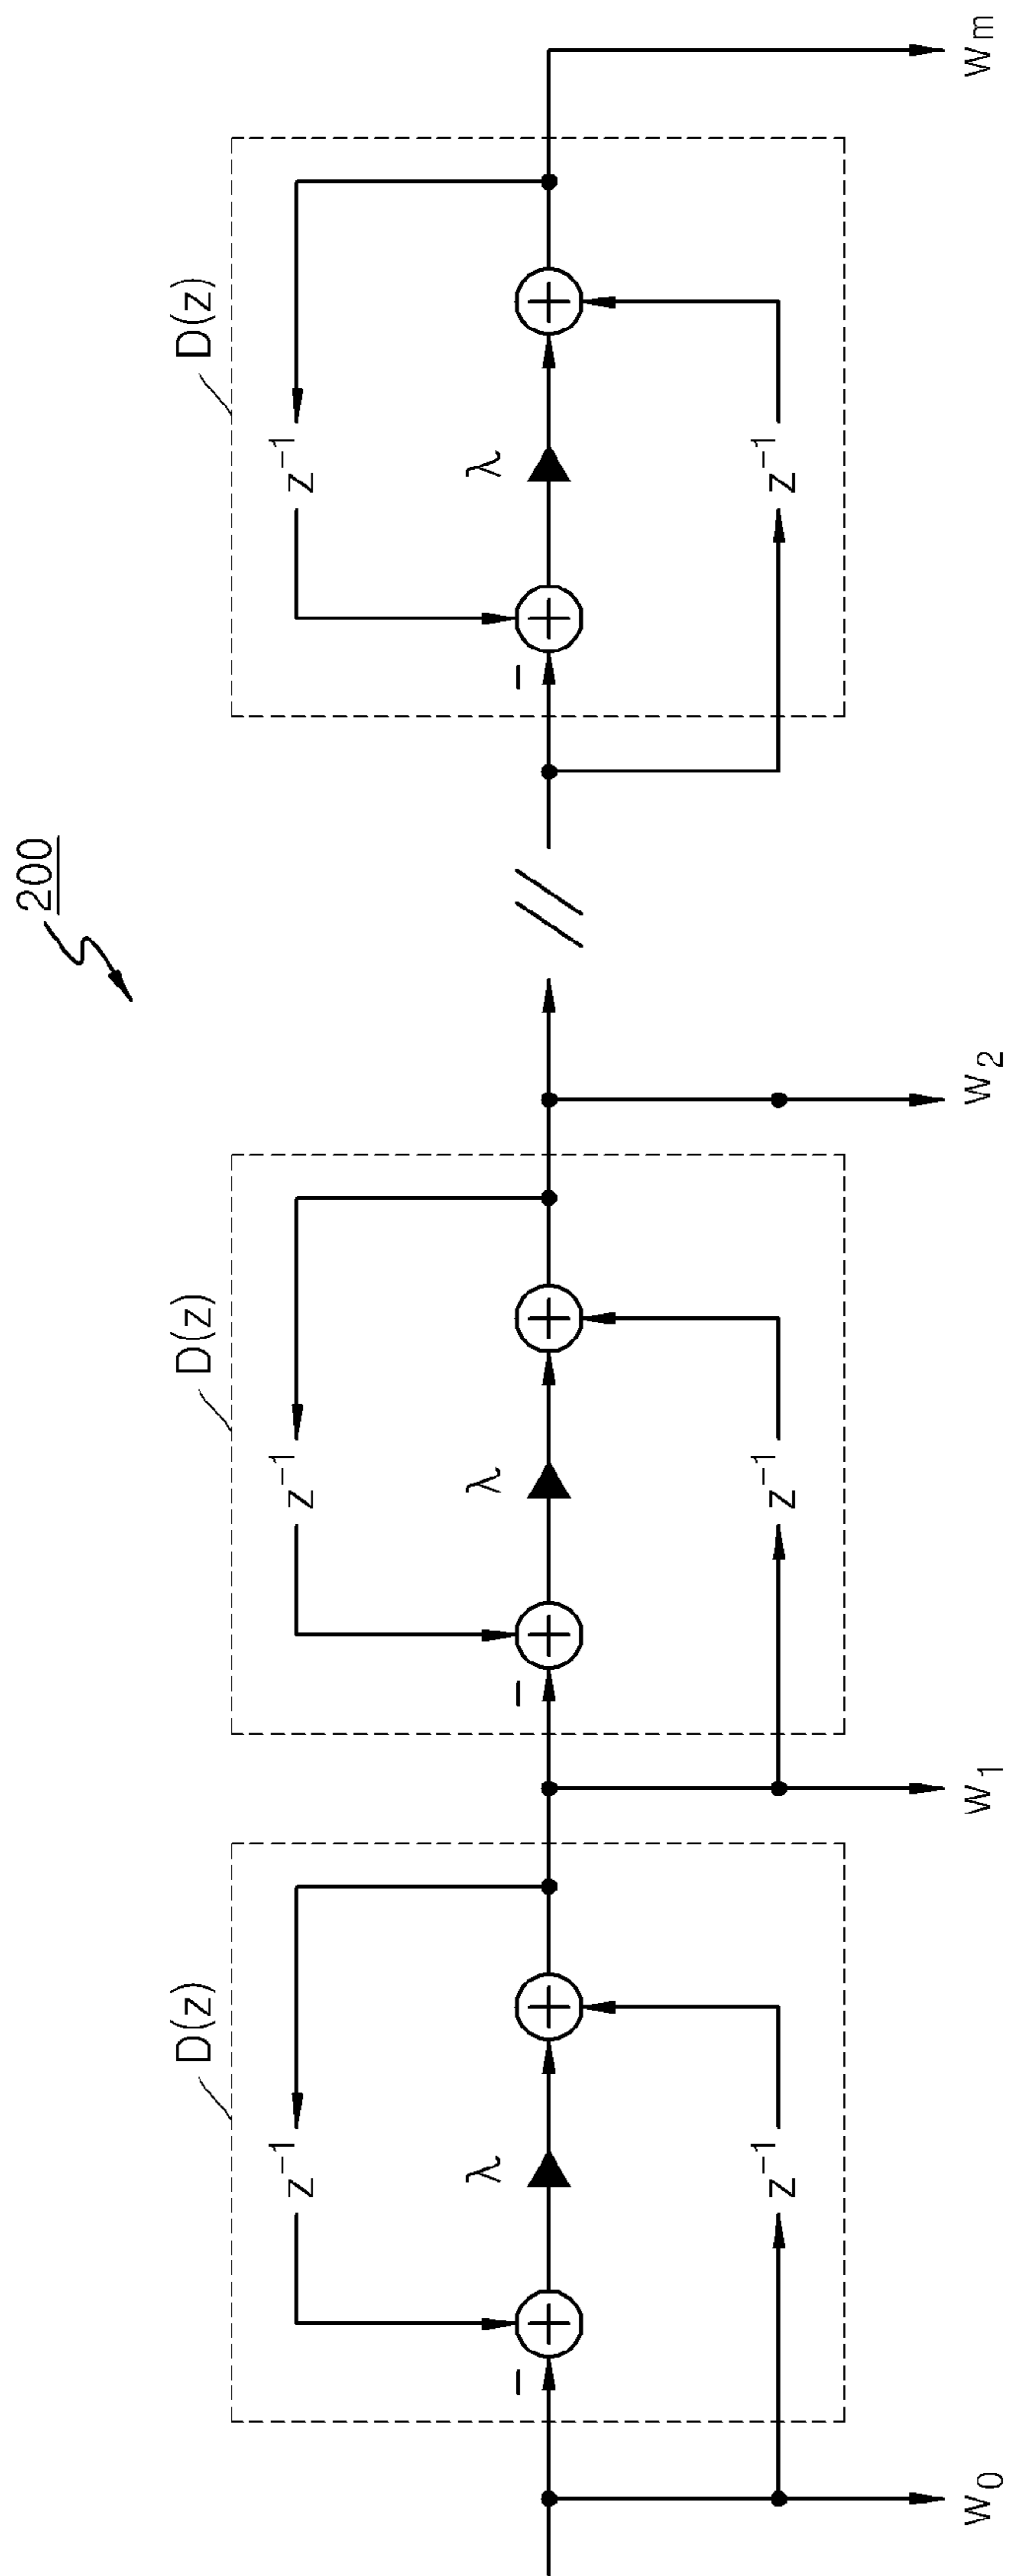 200
D(z)
D(z)
D(z)
z⁻¹
z⁻¹
z⁻¹
λ
λ
λ
+
+
+
+
+
+
−
−
−
z⁻¹
z⁻¹
z⁻¹
//
w₀
w₁
w₂
wm